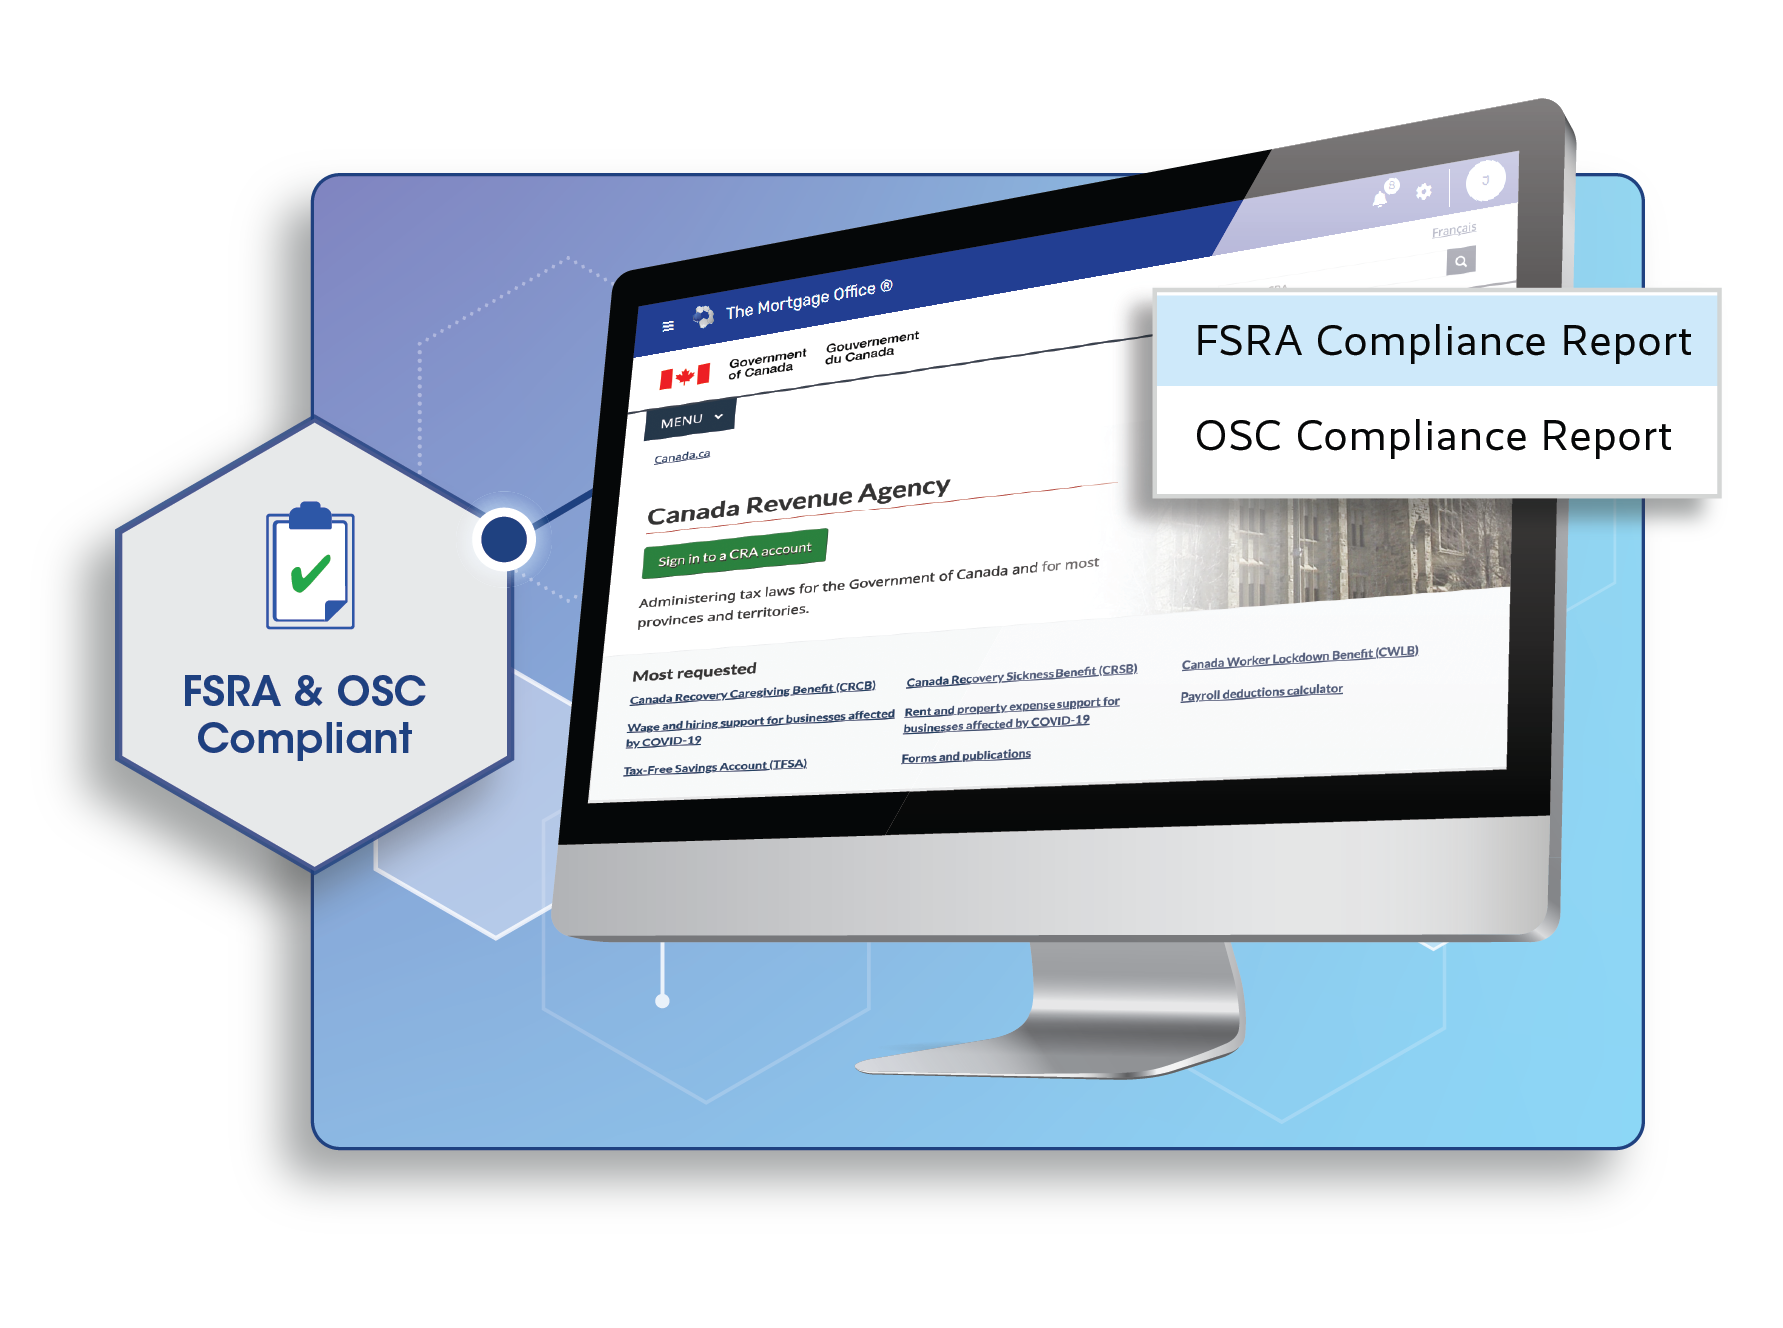 The Mortgage Office ®
8
J
Français
Government
of Canada
Gouvernement
du Canada
MENU
Canada.ca
Canada Revenue Agency
Sign in to a CRA account
Administering tax laws for the Government of Canada and for most
provinces and territories.
Most requested
Canada Recovery Caregiving Benefit (CRCB)
Wage and hiring support for businesses affected
by COVID-19
Tax-Free Savings Account (TFSA)
Canada Recovery Sickness Benefit (CRSB)
Rent and property expense support for
businesses affected by COVID-19
Forms and publications
Canada Worker Lockdown Benefit (CWLB)
Payroll deductions calculator
FSRA Compliance Report
OSC Compliance Report
FSRA & OSC
Compliant